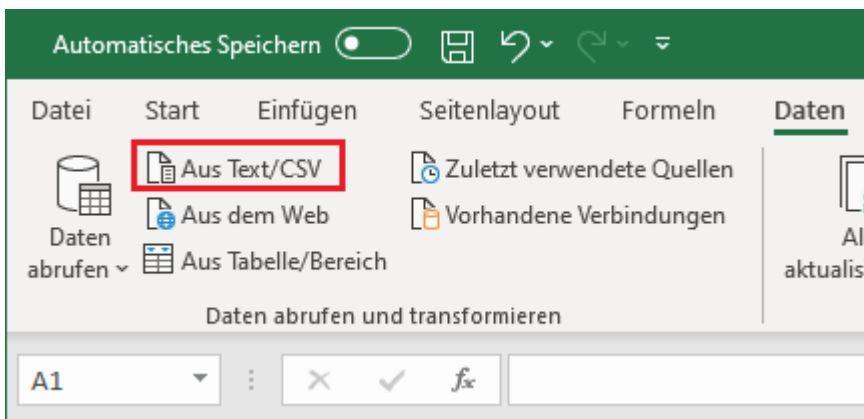 Automatisches Speichern
Datei Start Einfügen Seitenlayout Formeln Daten
Aus Text/CSV
Aus dem Web
Aus Tabelle/Bereich
Daten
abrufen
Zuletzt verwendete Quellen
Vorhandene Verbindungen
Daten abrufen und transformieren
A1
fx